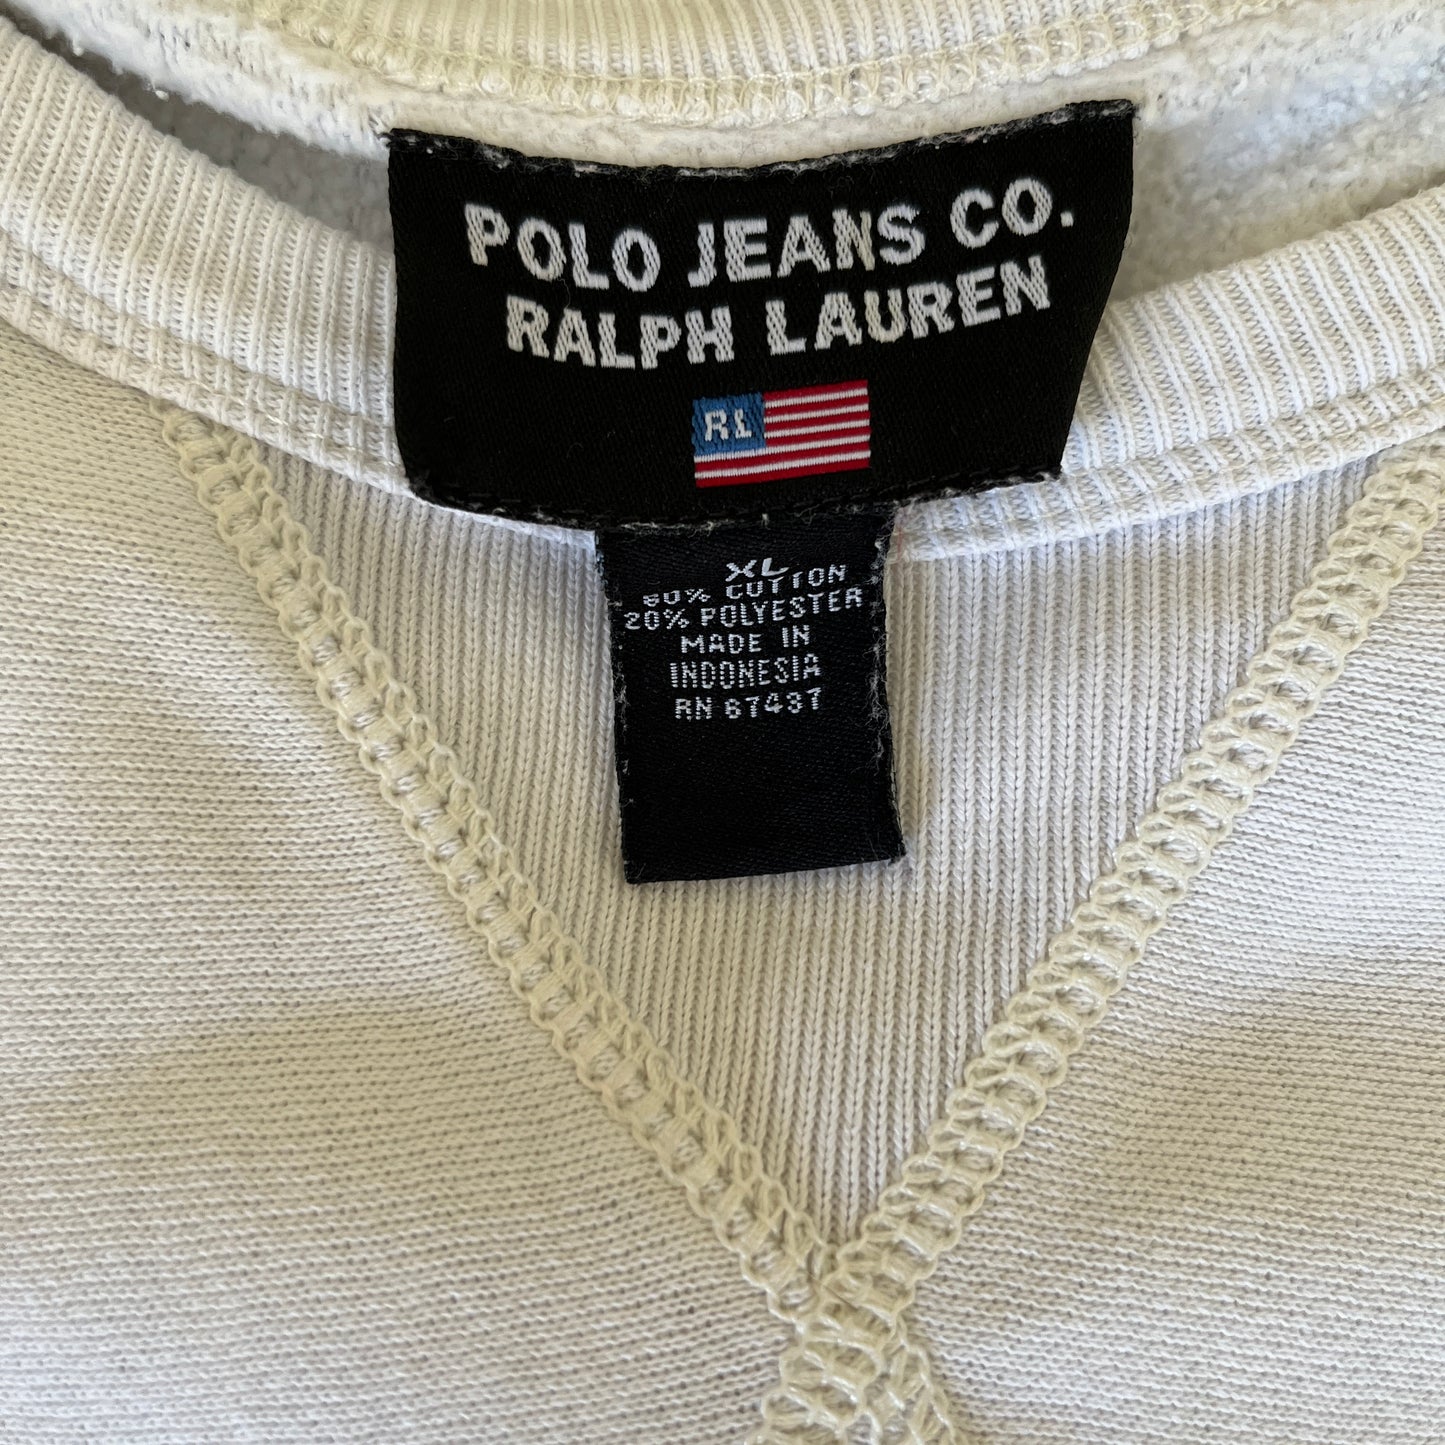 POLO JEANS CO.
RALPH LAUREN
RL
XL
80% COTTON
20% POLYESTER
MADE IN
INDONESIA
RN 67437